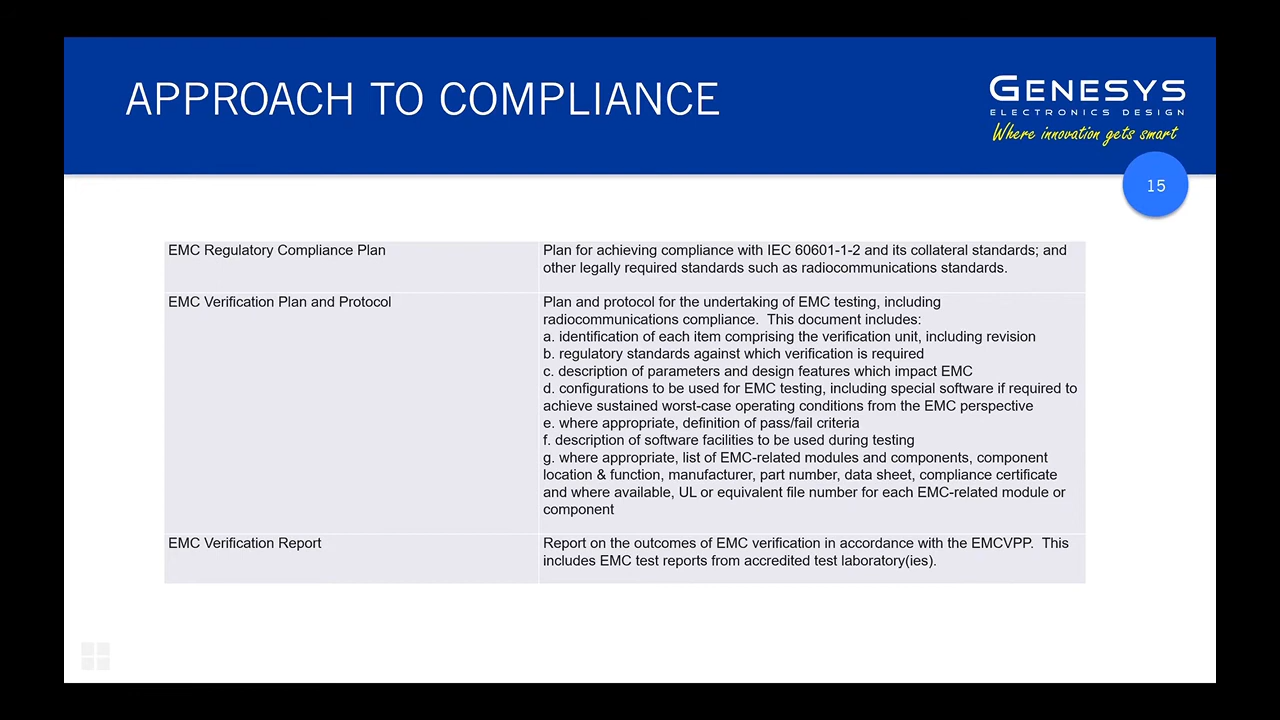 APPROACH TO COMPLIANCE
GENESYS
ELECTRONICS DESIGN
Where innovation gets smart
15
EMC Regulatory Compliance Plan
Plan for achieving compliance with IEC 60601-1-2 and its collateral standards; and
other legally required standards such as radiocommunications standards.
EMC Verification Plan and Protocol
Plan and protocol for the undertaking of EMC testing, including
radiocommunications compliance.  This document includes:
a. identification of each item comprising the verification unit, including revision
b. regulatory standards against which verification is required
c. description of parameters and design features which impact EMC
d. configurations to be used for EMC testing, including special software if required to
achieve sustained worst-case operating conditions from the EMC perspective
e. where appropriate, definition of pass/fail criteria
f. description of software facilities to be used during testing
g. where appropriate, list of EMC-related modules and components, component
location & function, manufacturer, part number, data sheet, compliance certificate
and where available, UL or equivalent file number for each EMC-related module or
component
EMC Verification Report
Report on the outcomes of EMC verification in accordance with the EMCVPP.  This
includes EMC test reports from accredited test laboratory(ies).